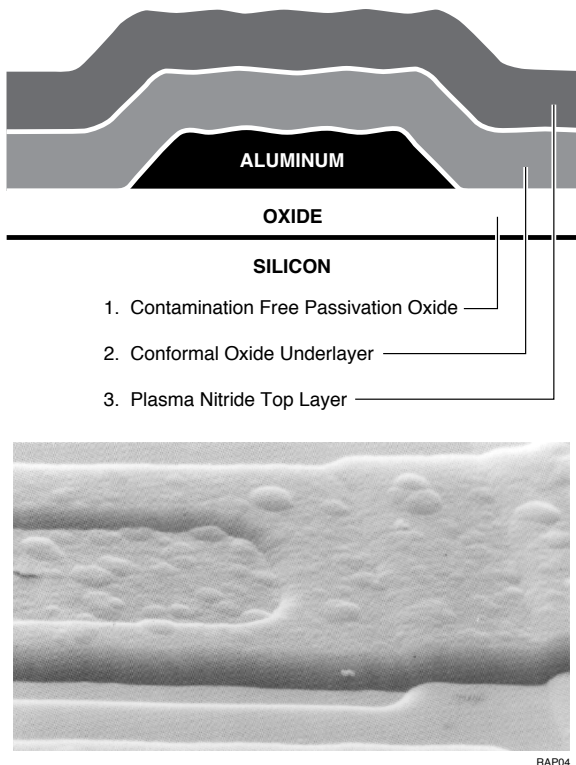 ALUMINUM
OXIDE
SILICON
1. Contamination Free Passivation Oxide
2. Conformal Oxide Underlayer
3. Plasma Nitride Top Layer
RAP04